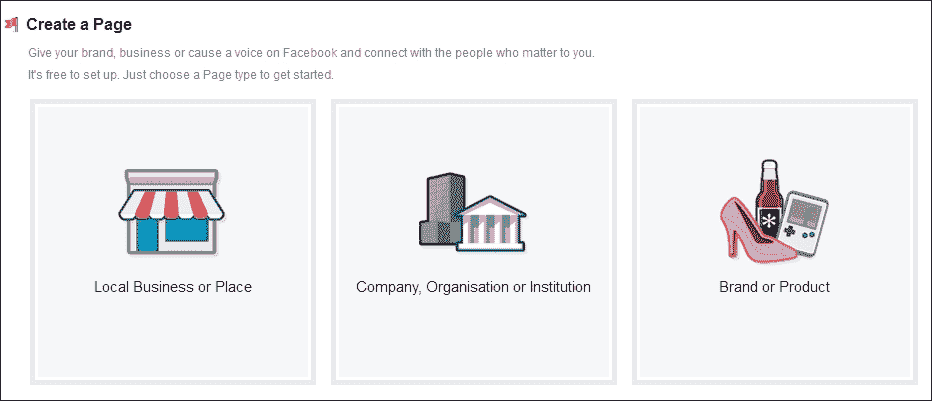 Create a Page
Give your brand, business or cause a voice on Facebook and connect with the people who matter to you.
It's free to set up. Just choose a Page type to get started.
Local Business or Place
Company, Organisation or Institution
Brand or Product